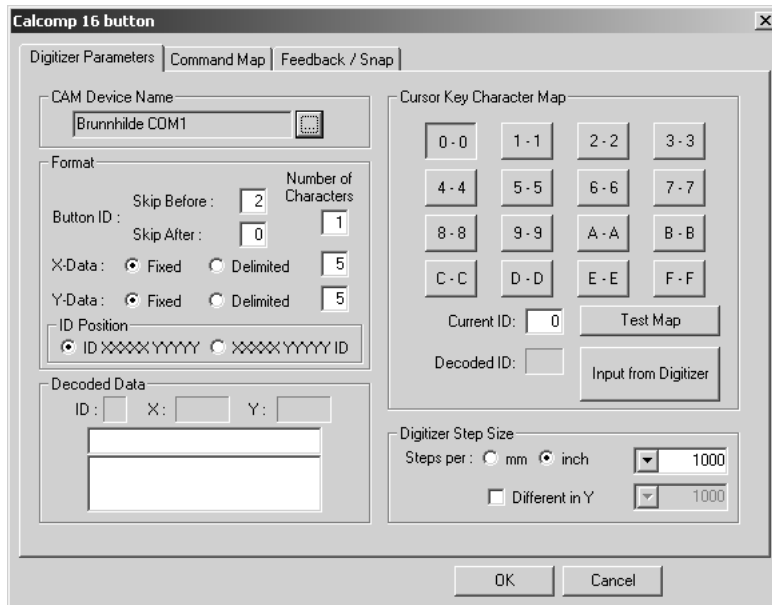 Calcomp 16 button
Digitizer Parameters Command Map Feedback / Snap
CAM Device Name
Brunnhilde COM1
...
Format
Number of
Characters
Button ID :
Skip Before : 2
1
Skip After : 0
X-Data : Fixed Delimited 5
Y-Data : Fixed Delimited 5
ID Position
ID XXXXX YYYYY XXXXX YYYYY ID
Decoded Data
ID : X : Y :
Cursor Key Character Map
0 - 0 1 - 1 2 - 2 3 - 3
4 - 4 5 - 5 6 - 6 7 - 7
8 - 8 9 - 9 A - A B - B
C - C D - D E - E F - F
Current ID: 0 Test Map
Decoded ID: Input from Digitizer
Digitizer Step Size
Steps per : mm inch 1000
Different in Y 1000
OK Cancel